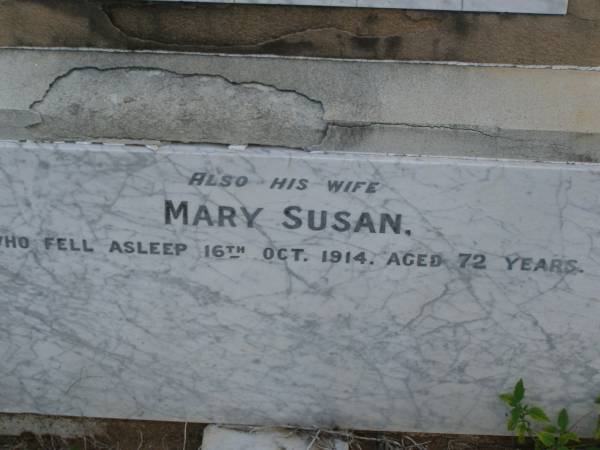 ALSO HIS WIFE
MARY SUSAN.
WHO FELL ASLEEP 16TH OCT. 1914. AGED 72 YEARS.